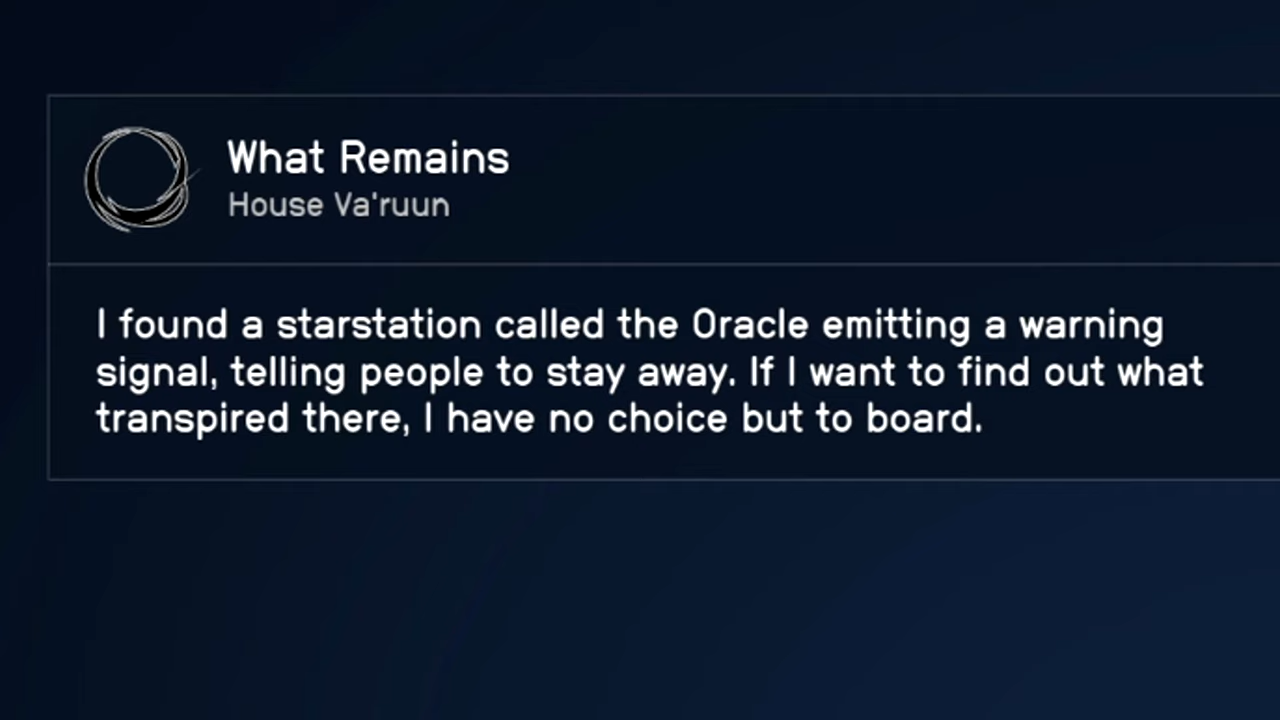 What Remains
House Va'ruun
I found a starstation called the Oracle emitting a warning
signal, telling people to stay away. If I want to find out what
transpired there, I have no choice but to board.